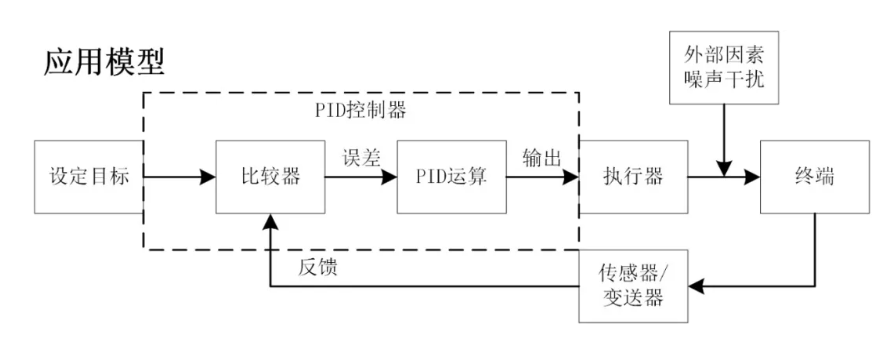 应用模型
外部因素
噪声干扰
PID控制器
设定目标
比较器
误差
PID运算
输出
执行器
终端
反馈
传感器/
变送器